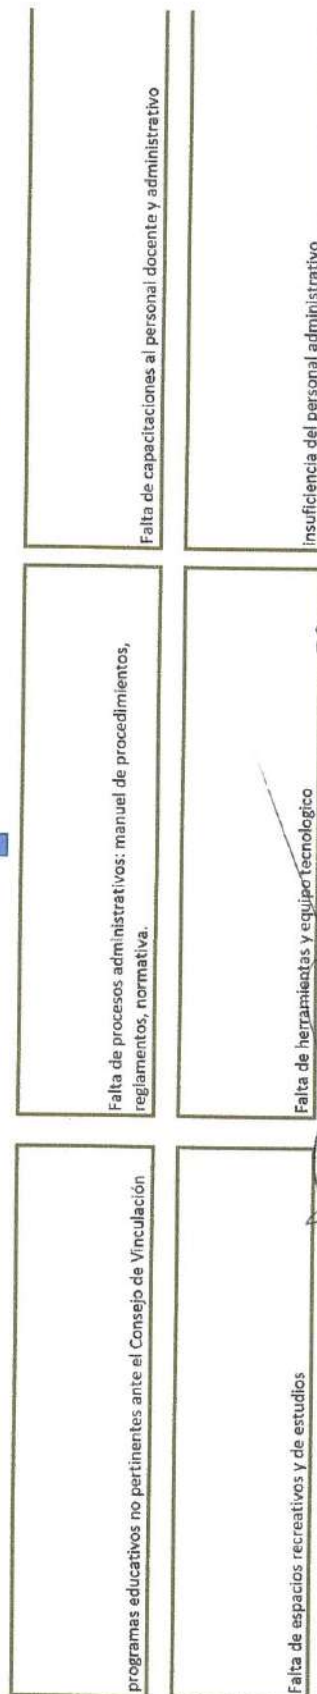 programas educativos no pertinentes ante el Consejo de Vinculación
Falta de procesos administrativos: manuel de procedimientos,
reglamentos, normativa.
Falta de capacitaciones al personal docente y administrativo
Falta de espacios recreativos y de estudios
Falta de herramientas y equipo tecnologico
insuficiencia del personal administrativo